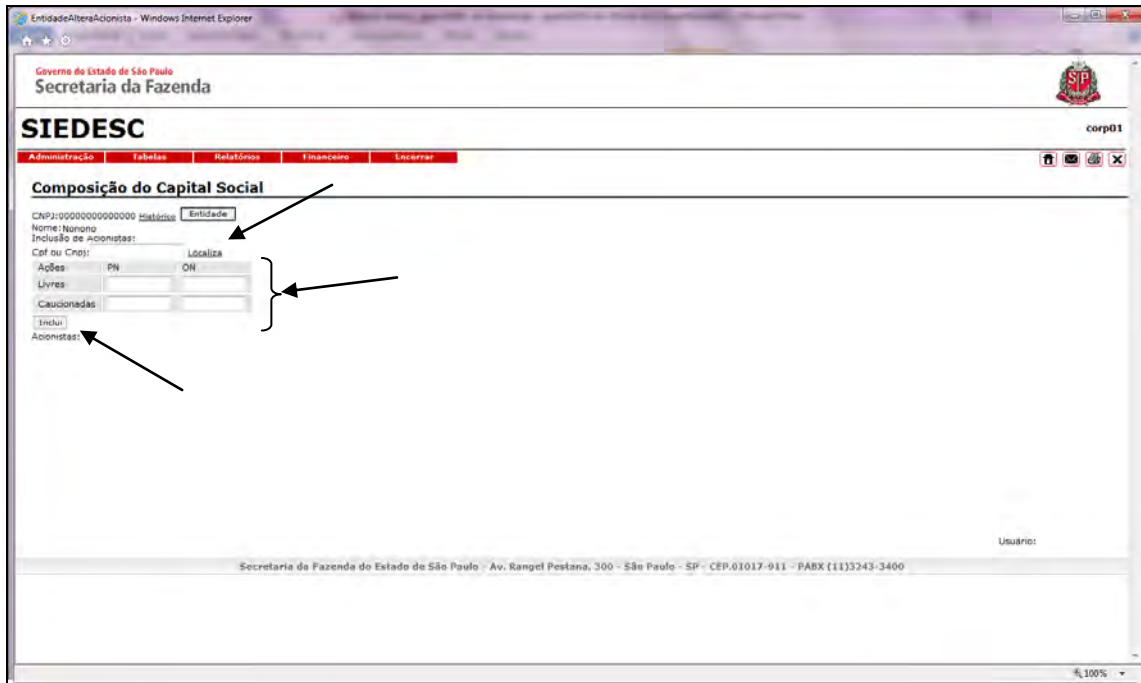 EntidadeAlteraAcionista - Windows Internet Explorer
Governo do Estado de São Paulo
Secretaria da Fazenda
SP
SIEDESC
corp01
Administração Tabelas Relatórios Financeiro Encerrar
Composição do Capital Social
CNPJ:00000000000000 Histórico Entidade
Nome: Nonono
Inclusão de Acionistas:
Cpf ou Cnpj: Localiza
Ações PN ON
Livres
Caucionadas
Inclui
Acionistas:
Usuário:
Secretaria da Fazenda do Estado de São Paulo - Av. Rangel Pestana, 300 - São Paulo - SP - CEP.01017-911 - PABX (11)3243-3400
100%